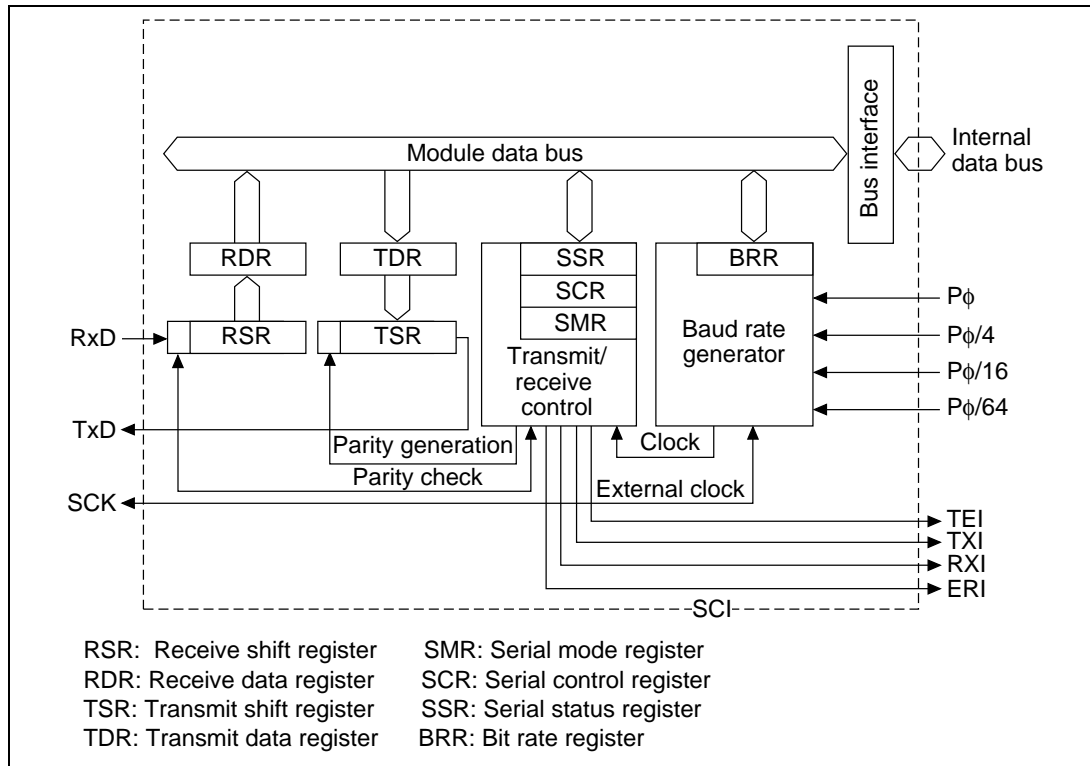 Module data bus
Bus interface
Internal
data bus
RDR
TDR
SSR
BRR
SCR
SMR
RxD
RSR
TSR
Transmit/
receive
control
Baud rate
generator
Pϕ
Pϕ/4
Pϕ/16
Pϕ/64
TxD
Parity generation
Clock
Parity check
SCK
External clock
TEI
TXI
RXI
ERI
SCI
RSR: Receive shift register
SMR: Serial mode register
RDR: Receive data register
SCR: Serial control register
TSR: Transmit shift register
SSR: Serial status register
TDR: Transmit data register
BRR: Bit rate register